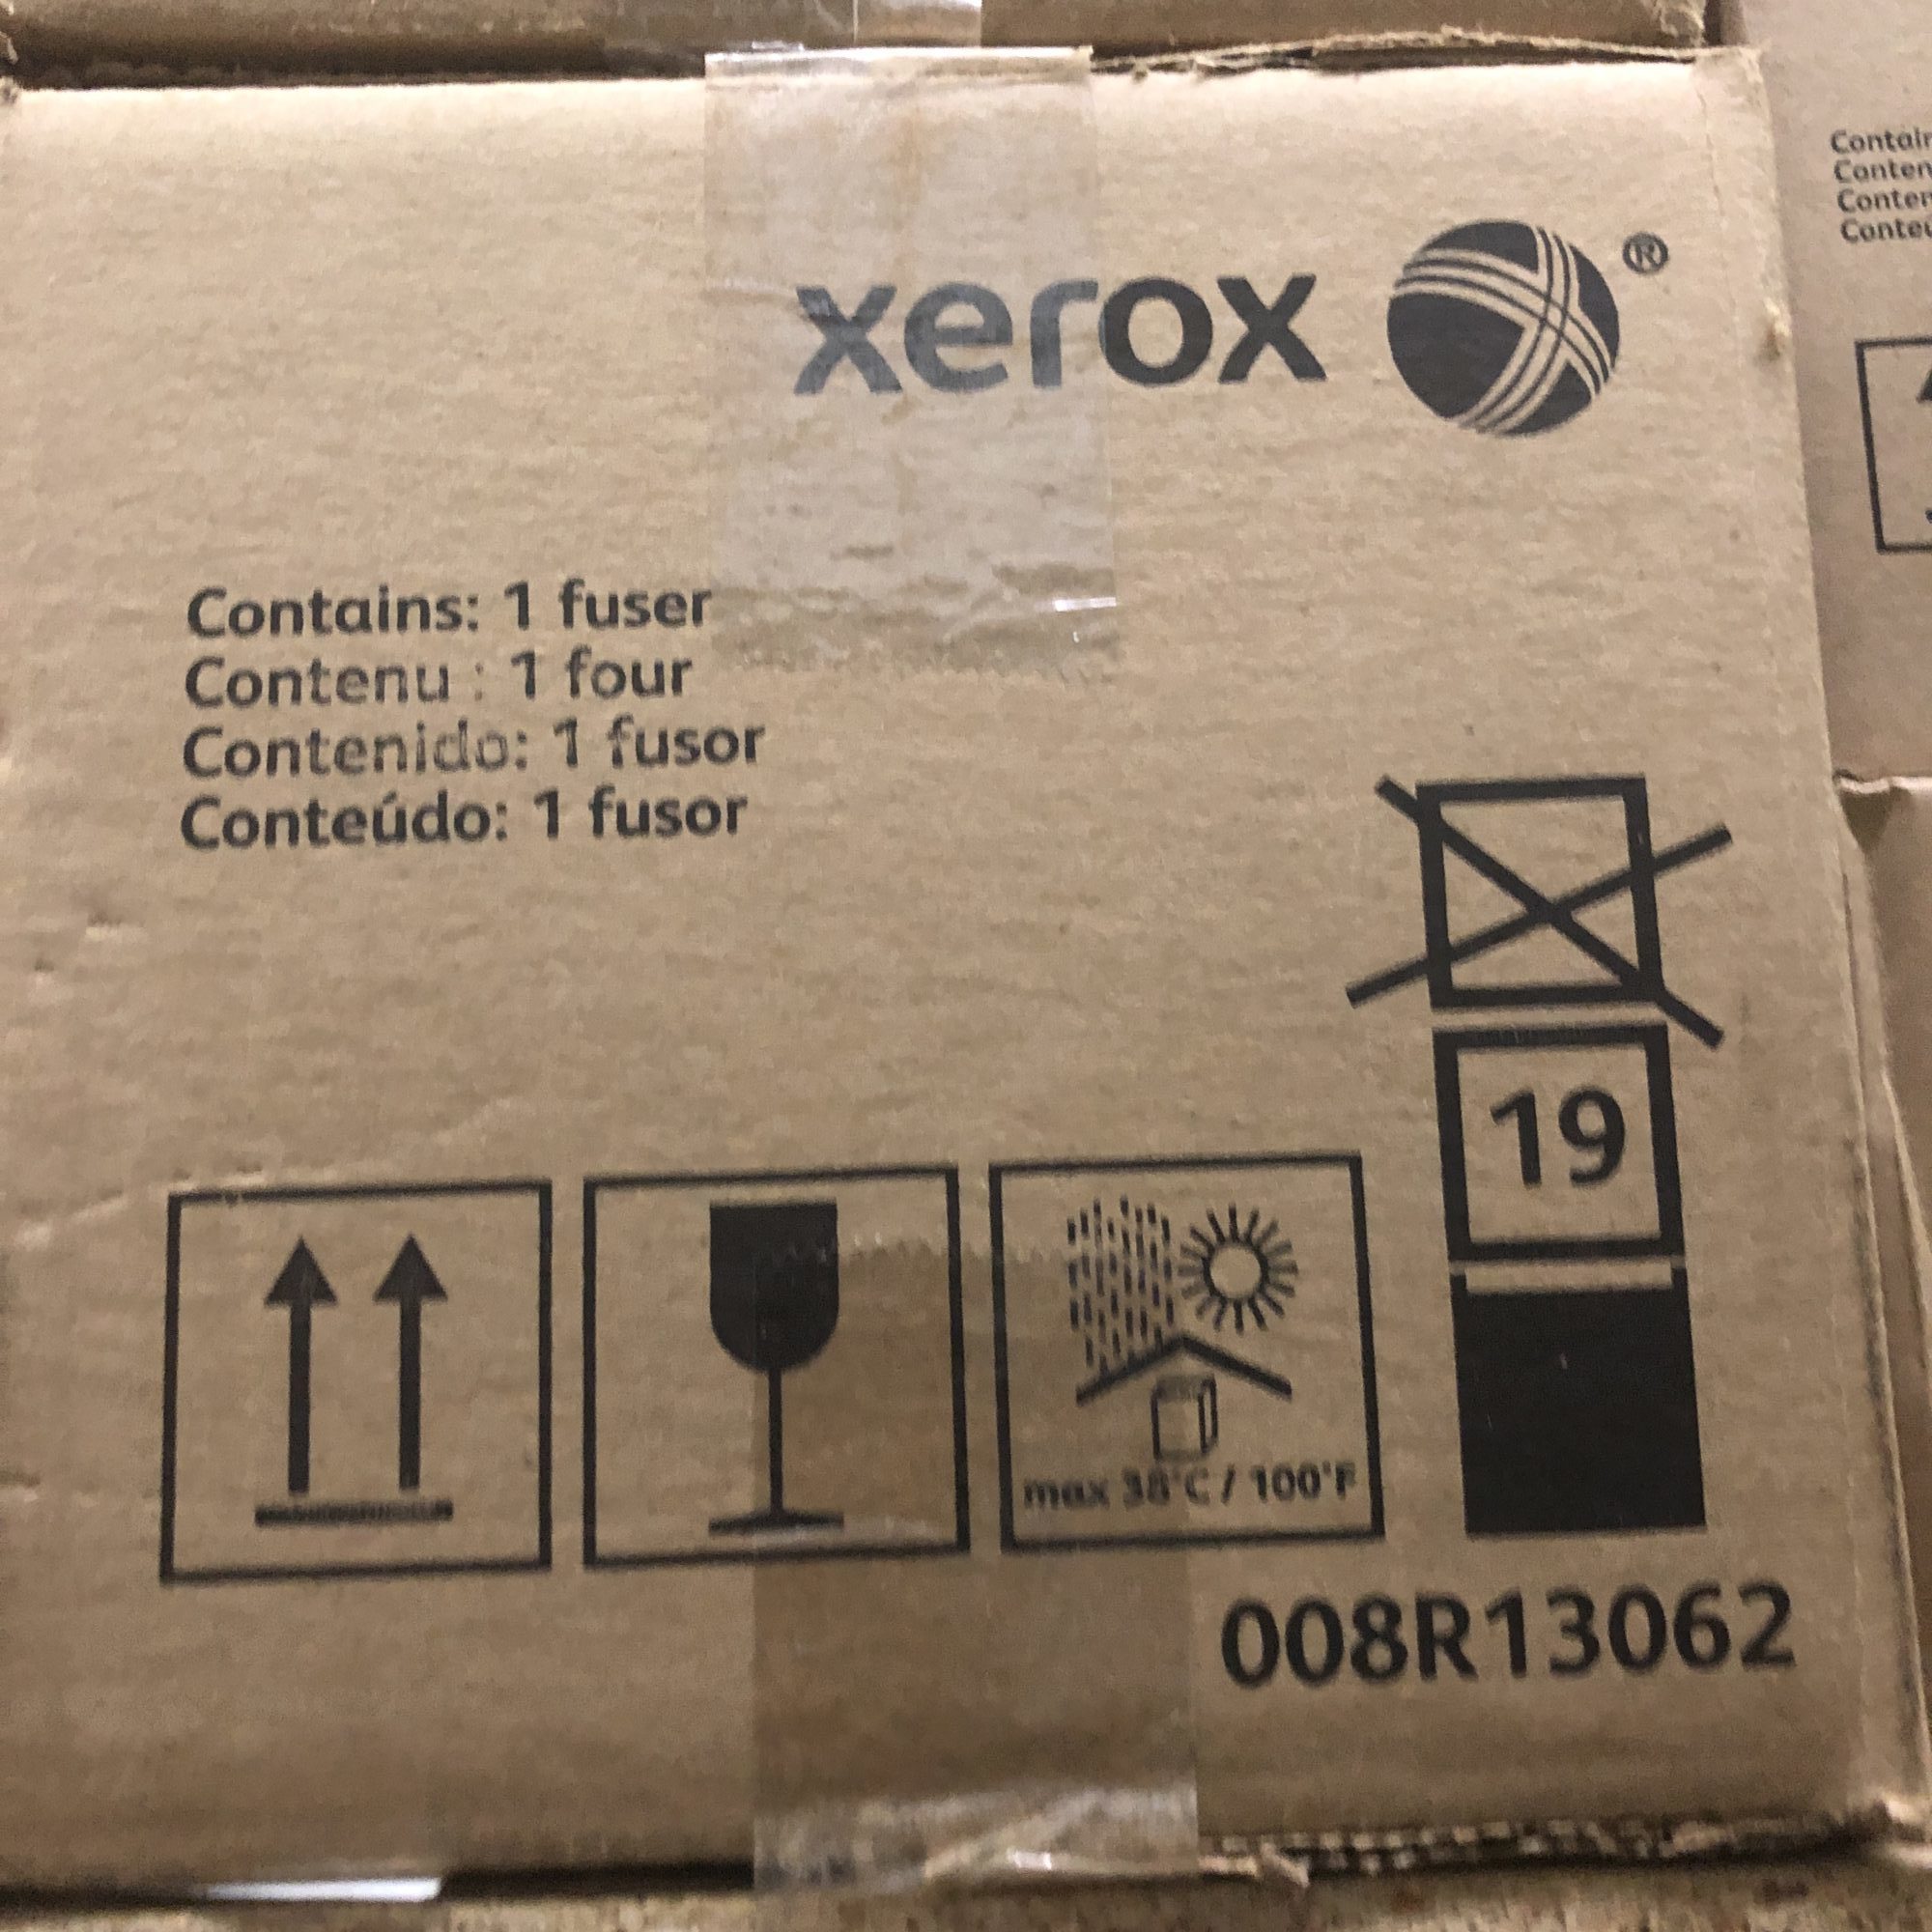 xerox ®
Contains: 1 fuser
Contenu : 1 four
Contenido: 1 fusor
Conteúdo: 1 fusor
19
max 38°C / 100°F
008R13062